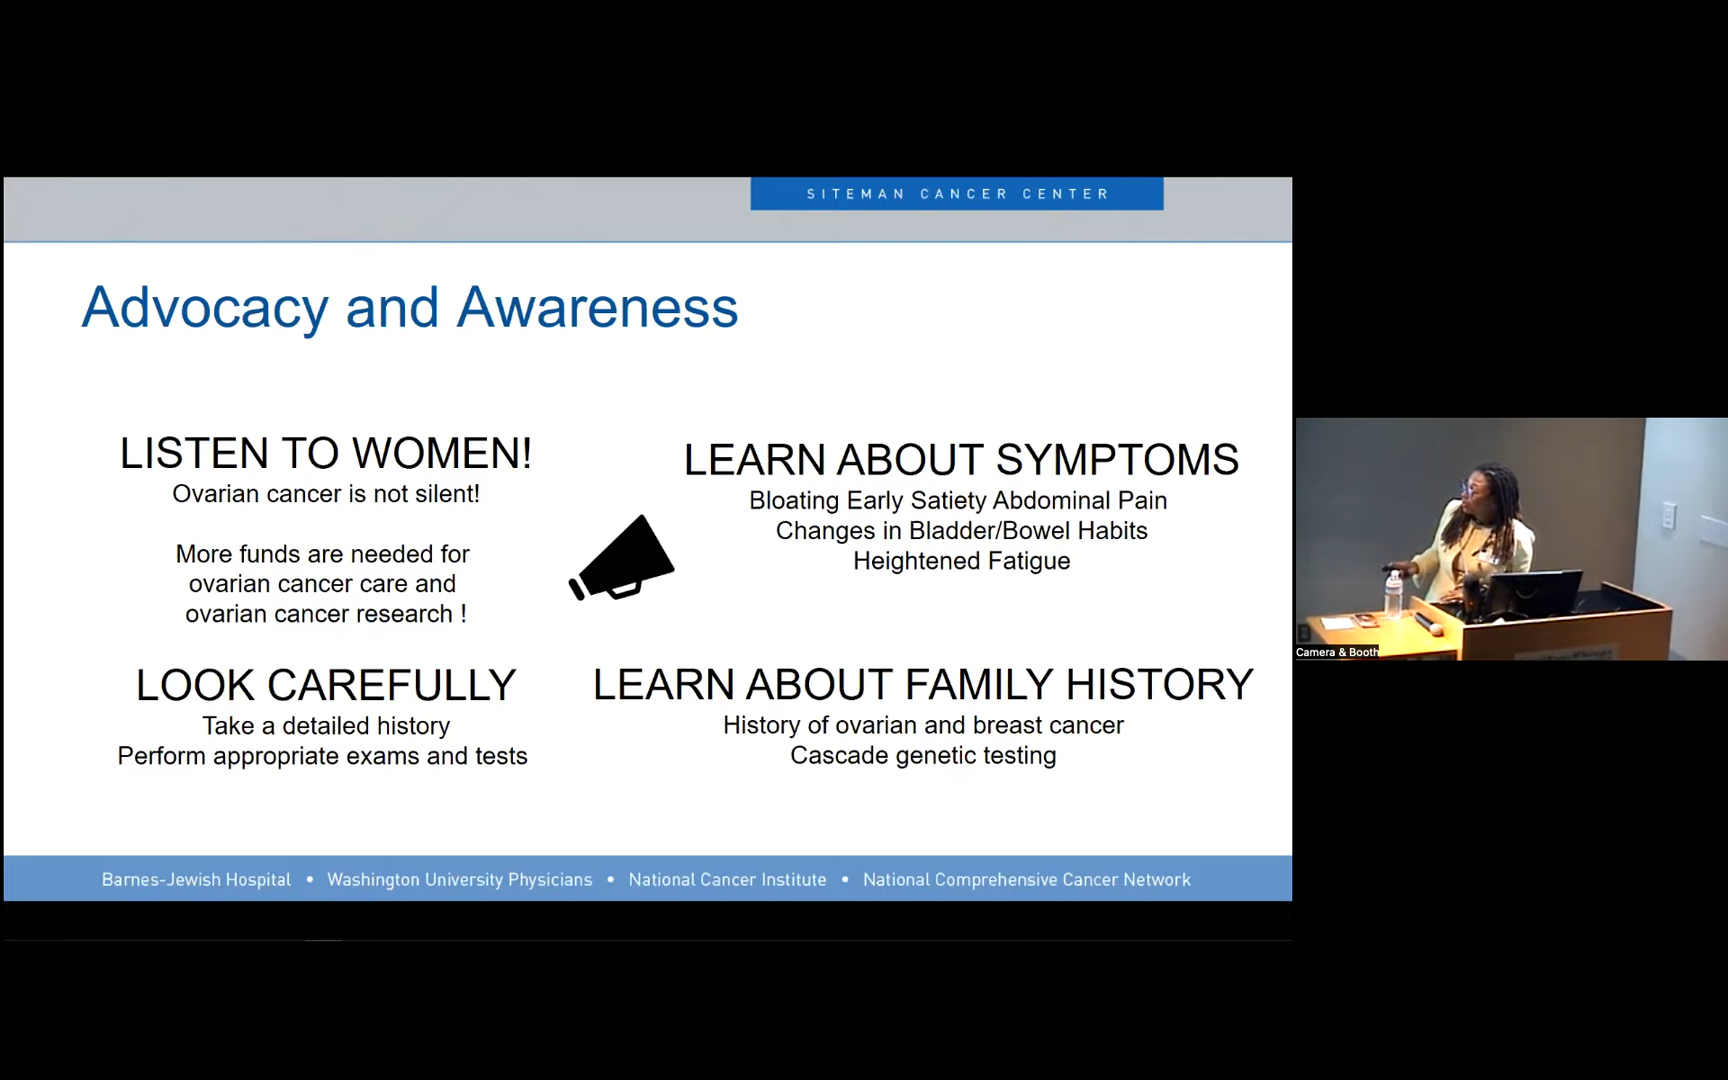 SITEMAN CANCER CENTER
Advocacy and Awareness
LISTEN TO WOMEN!
Ovarian cancer is not silent!
More funds are needed for
ovarian cancer care and
ovarian cancer research !
LEARN ABOUT SYMPTOMS
Bloating Early Satiety Abdominal Pain
Changes in Bladder/Bowel Habits
Heightened Fatigue
LOOK CAREFULLY
Take a detailed history
Perform appropriate exams and tests
LEARN ABOUT FAMILY HISTORY
History of ovarian and breast cancer
Cascade genetic testing
Barnes-Jewish Hospital • Washington University Physicians • National Cancer Institute • National Comprehensive Cancer Network
Camera & Booth